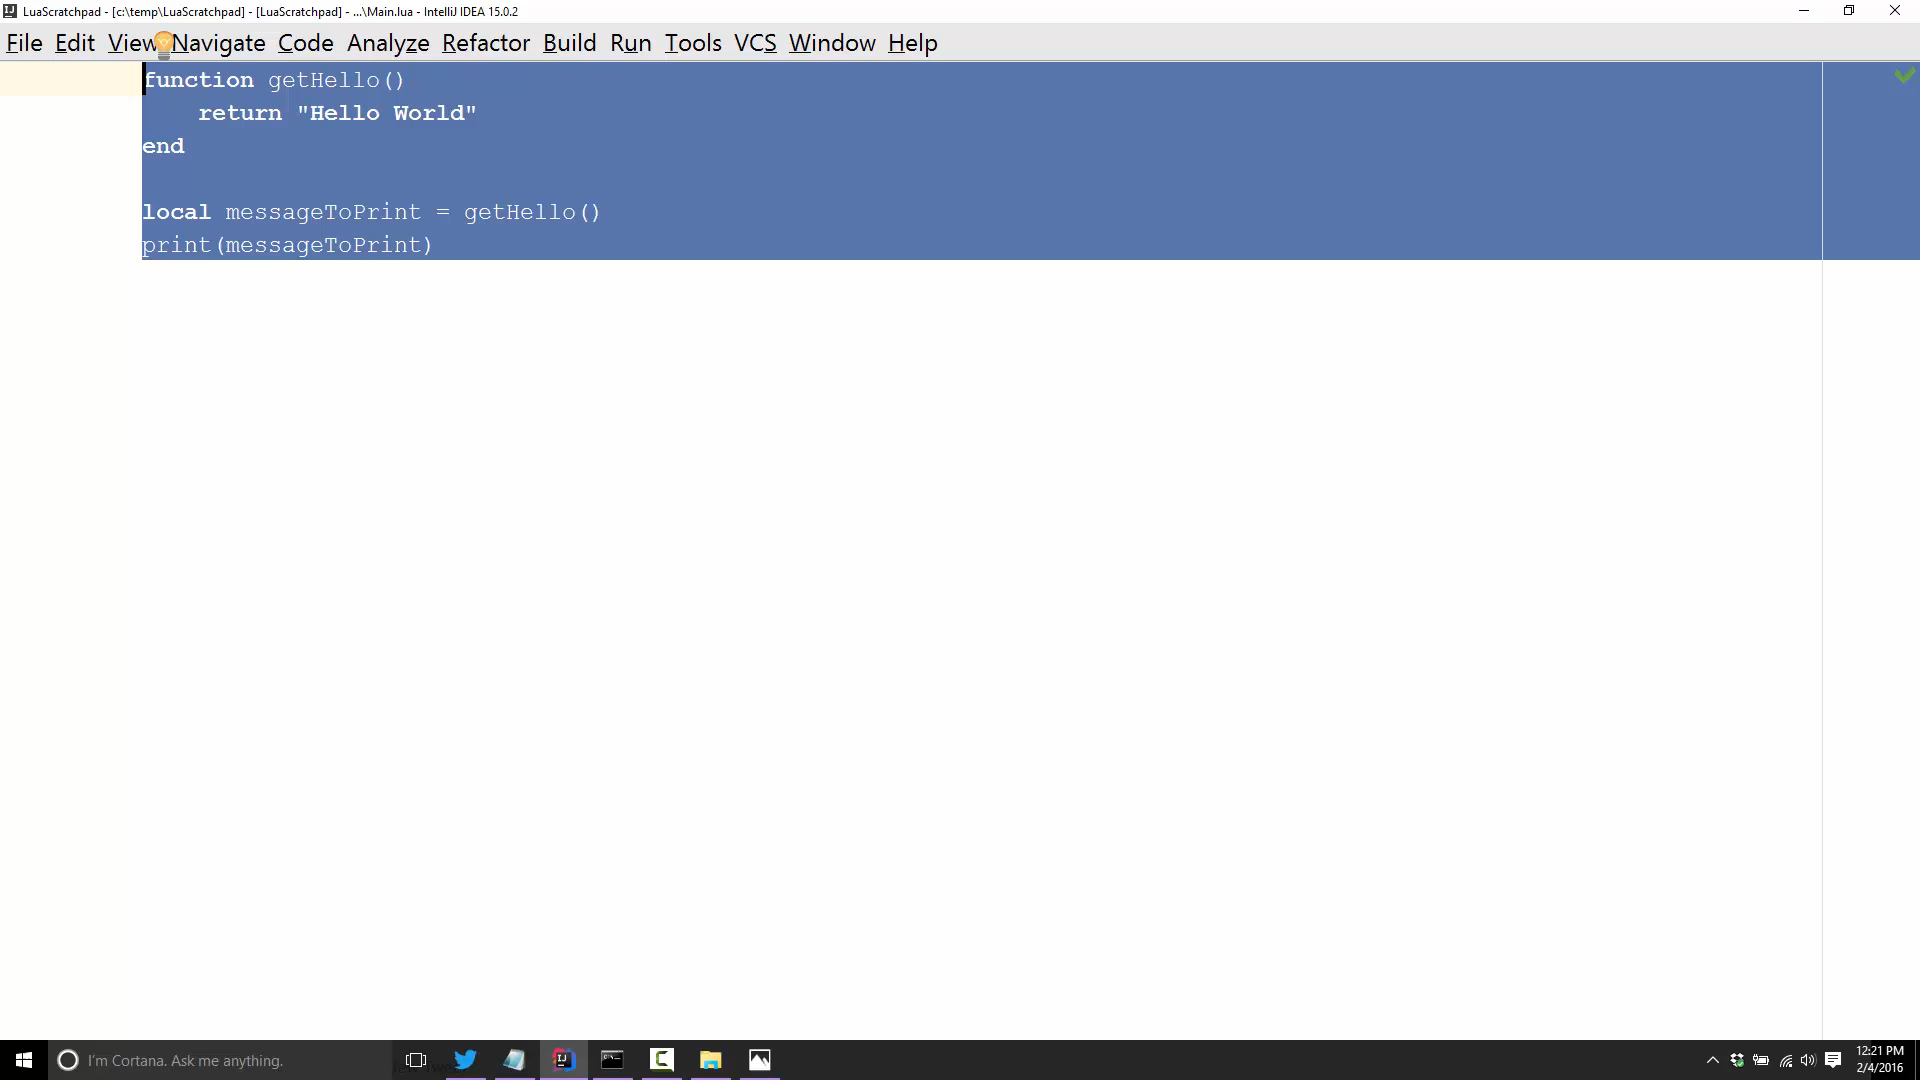 LuaScratchpad - [c:\temp\LuaScratchpad] - [LuaScratchpad] - ...\Main.lua - IntelliJ IDEA 15.0.2
File Edit View Navigate Code Analyze Refactor Build Run Tools VCS Window Help
function getHello()
    return "Hello World"
end
local messageToPrint = getHello()
print(messageToPrint)
I'm Cortana. Ask me anything.
12:21 PM
2/4/2016